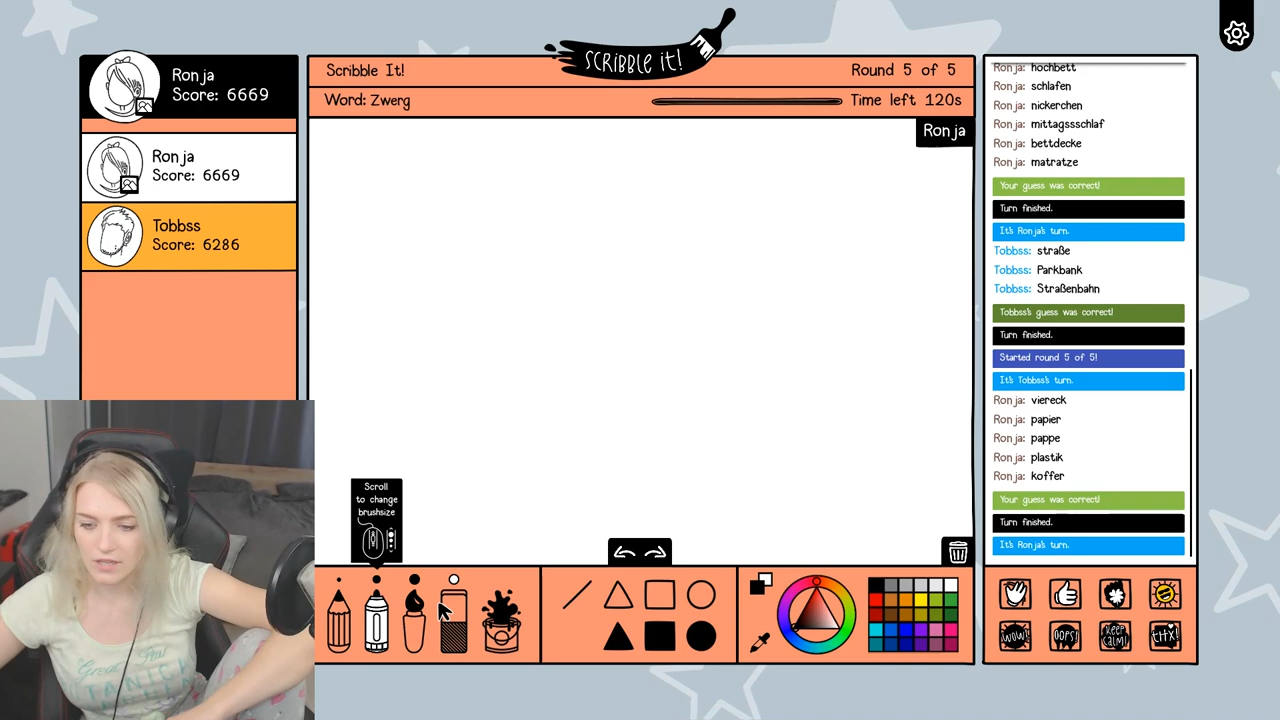 SCRiBBLE iT!
Scribble It!
Round 5 of 5
Word: Zwerg
Time left 120s
Ronja
Score: 6669
Ronja
Score: 6669
Tobbss
Score: 6286
Ronja
Scroll
to change
brushsize
Ronja: hochbett
Ronja: schlafen
Ronja: nickerchen
Ronja: mittagssschlaf
Ronja: bettdecke
Ronja: matratze
Your guess was correct!
Turn finished.
It's Ronja's turn.
Tobbss: straße
Tobbss: Parkbank
Tobbss: Straßenbahn
Tobbss's guess was correct!
Turn finished.
Started round 5 of 5!
It's Tobbss's turn.
Ronja: viereck
Ronja: papier
Ronja: pappe
Ronja: plastik
Ronja: koffer
Your guess was correct!
Turn finished.
It's Ronja's turn.
WOW!
OOPS!
KEEP
CALM!
tHX!